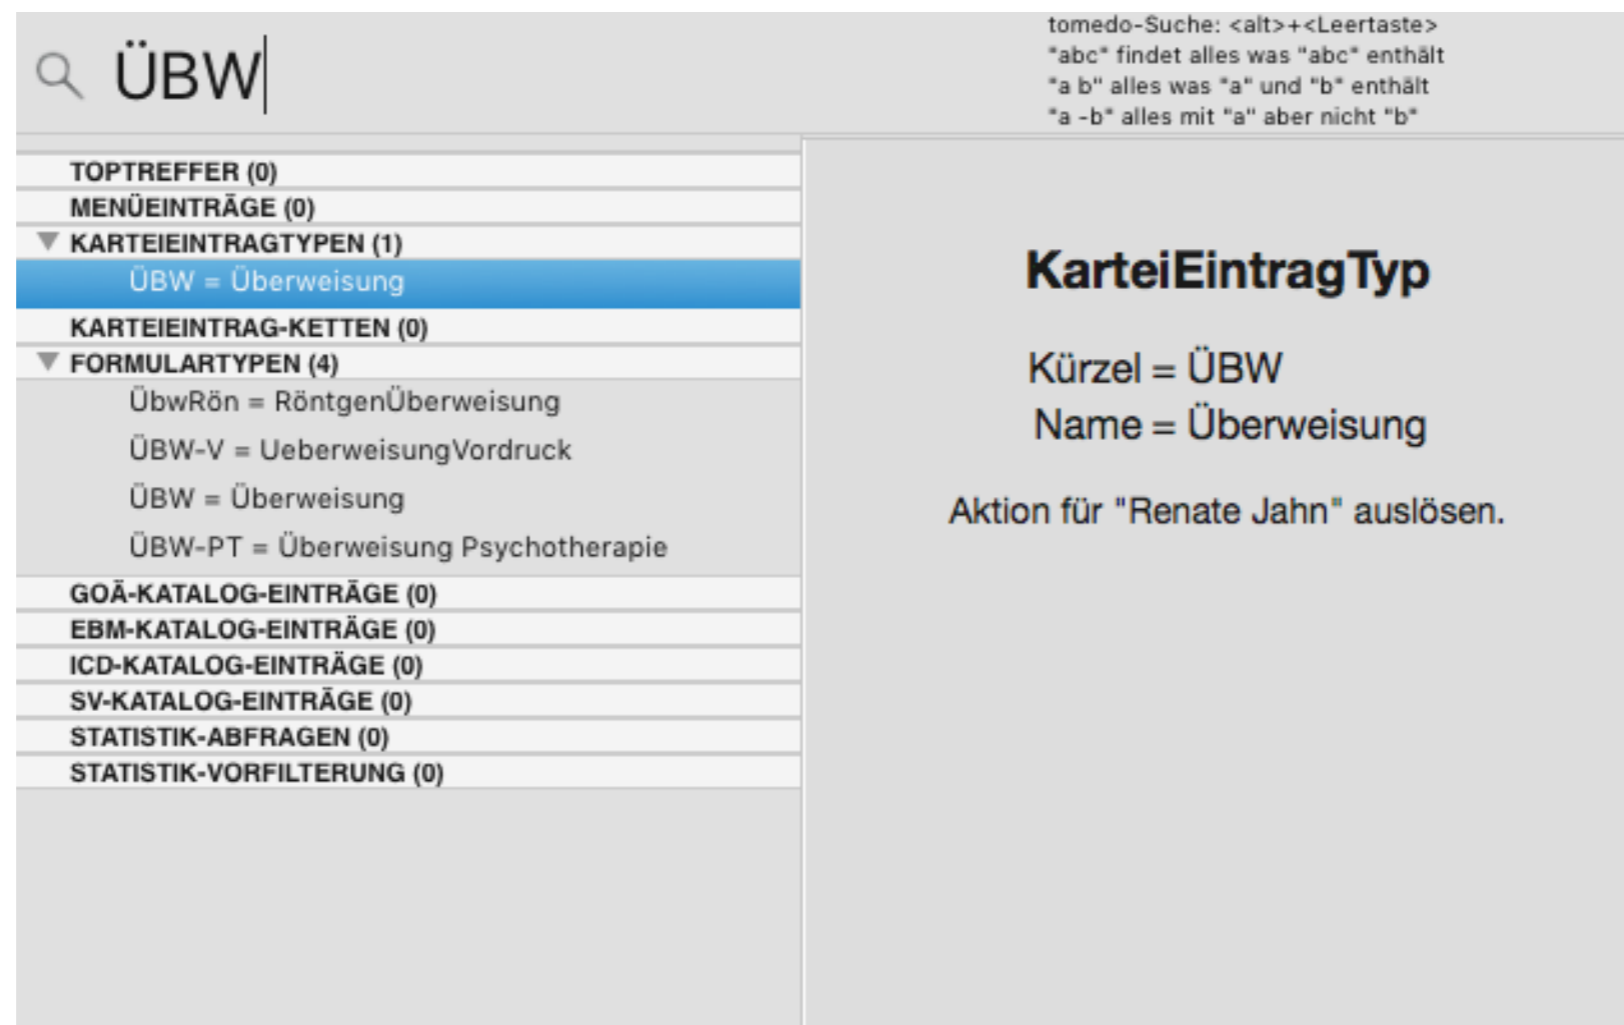 ÜBW
tomedo-Suche: <alt>+<Leertaste>
"abc" findet alles was "abc" enthält
"a b" alles was "a" und "b" enthält
"a -b" alles mit "a" aber nicht "b"
TOPTREFFER (0)
MENÜEINTRÄGE (0)
KARTEIEINTRAGTYPEN (1)
ÜBW = Überweisung
KARTEIEINTRAG-KETTEN (0)
FORMULARTYPEN (4)
ÜbwRön = RöntgenÜberweisung
ÜBW-V = UeberweisungVordruck
ÜBW = Überweisung
ÜBW-PT = Überweisung Psychotherapie
GOÄ-KATALOG-EINTRÄGE (0)
EBM-KATALOG-EINTRÄGE (0)
ICD-KATALOG-EINTRÄGE (0)
SV-KATALOG-EINTRÄGE (0)
STATISTIK-ABFRAGEN (0)
STATISTIK-VORFILTERUNG (0)
KarteiEintragTyp
Kürzel = ÜBW
Name = Überweisung
Aktion für "Renate Jahn" auslösen.